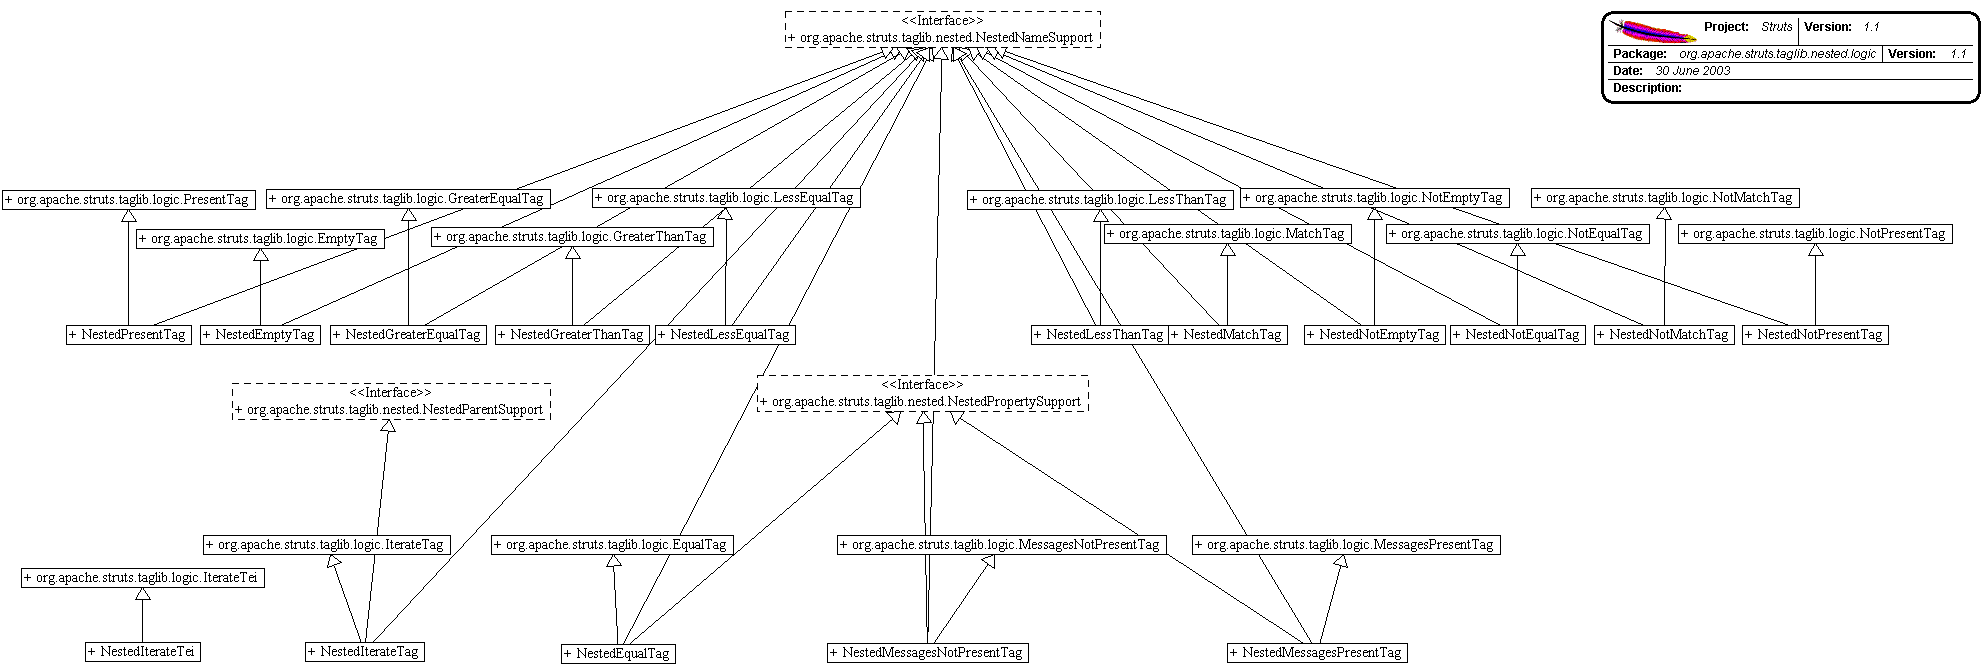 <<Interface>>
+ org.apache.struts.taglib.nested.NestedNameSupport
Project: Struts Version: 1.1
Package: org.apache.struts.taglib.nested.logic Version: 1.1
Date: 30 June 2003
Description:
+ org.apache.struts.taglib.logic.PresentTag
+ org.apache.struts.taglib.logic.GreaterEqualTag
+ org.apache.struts.taglib.logic.LessEqualTag
+ org.apache.struts.taglib.logic.LessThanTag
+ org.apache.struts.taglib.logic.NotEmptyTag
+ org.apache.struts.taglib.logic.NotMatchTag
+ org.apache.struts.taglib.logic.EmptyTag
+ org.apache.struts.taglib.logic.GreaterThanTag
+ org.apache.struts.taglib.logic.MatchTag
+ org.apache.struts.taglib.logic.NotEqualTag
+ org.apache.struts.taglib.logic.NotPresentTag
+ NestedPresentTag
+ NestedEmptyTag
+ NestedGreaterEqualTag
+ NestedGreaterThanTag
+ NestedLessEqualTag
+ NestedLessThanTag
+ NestedMatchTag
+ NestedNotEmptyTag
+ NestedNotEqualTag
+ NestedNotMatchTag
+ NestedNotPresentTag
<<Interface>>
+ org.apache.struts.taglib.nested.NestedParentSupport
<<Interface>>
+ org.apache.struts.taglib.nested.NestedPropertySupport
+ org.apache.struts.taglib.logic.IterateTag
+ org.apache.struts.taglib.logic.EqualTag
+ org.apache.struts.taglib.logic.MessagesNotPresentTag
+ org.apache.struts.taglib.logic.MessagesPresentTag
+ org.apache.struts.taglib.logic.IterateTei
+ NestedIterateTei
+ NestedIterateTag
+ NestedEqualTag
+ NestedMessagesNotPresentTag
+ NestedMessagesPresentTag